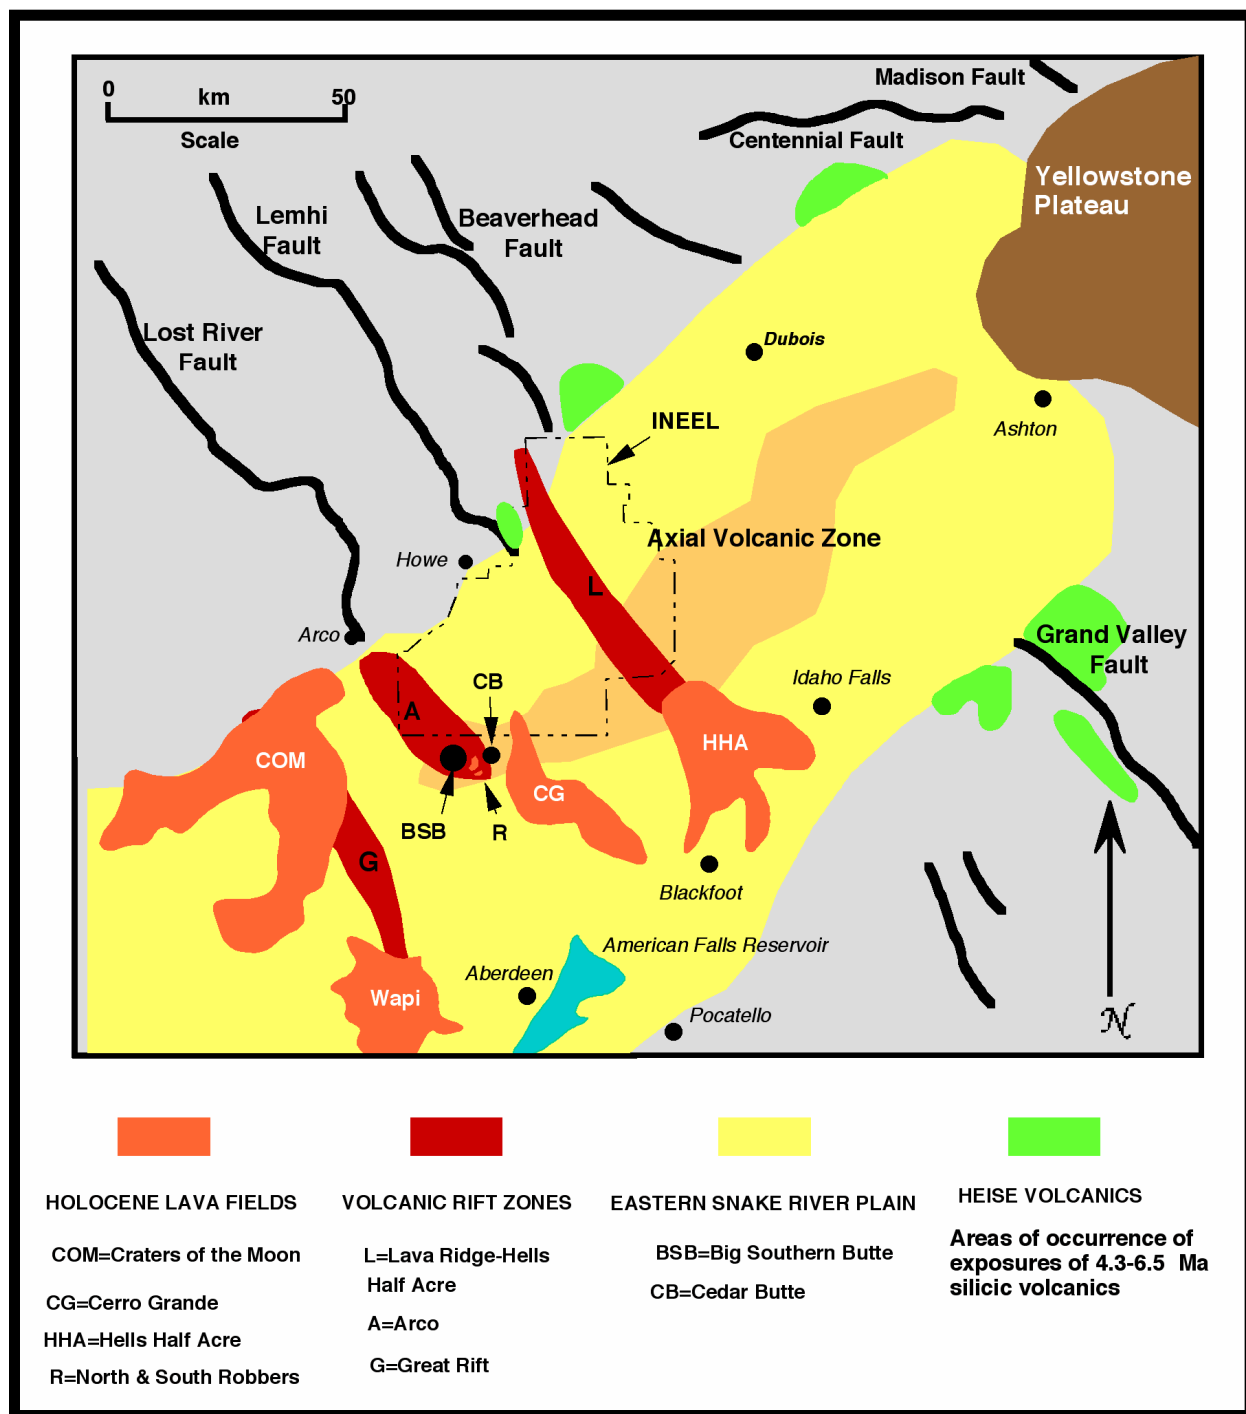 Madison Fault
0 km 50
Scale
Centennial Fault
Yellowstone
Plateau
Lemhi
Fault
Beaverhead
Fault
Lost River
Fault
Dubois
INEEL
Ashton
Axial Volcanic Zone
Howe
L
Arco
Grand Valley
Fault
CB
Idaho Falls
A
HHA
COM
CG
BSB
R
G
Blackfoot
American Falls Reservoir
Aberdeen
Wapi
Pocatello
N
HOLOCENE LAVA FIELDS
COM=Craters of the Moon
CG=Cerro Grande
HHA=Hells Half Acre
R=North & South Robbers
VOLCANIC RIFT ZONES
L=Lava Ridge-Hells
Half Acre
A=Arco
G=Great Rift
EASTERN SNAKE RIVER PLAIN
BSB=Big Southern Butte
CB=Cedar Butte
HEISE VOLCANICS
Areas of occurrence of
exposures of 4.3-6.5 Ma
silicic volcanics